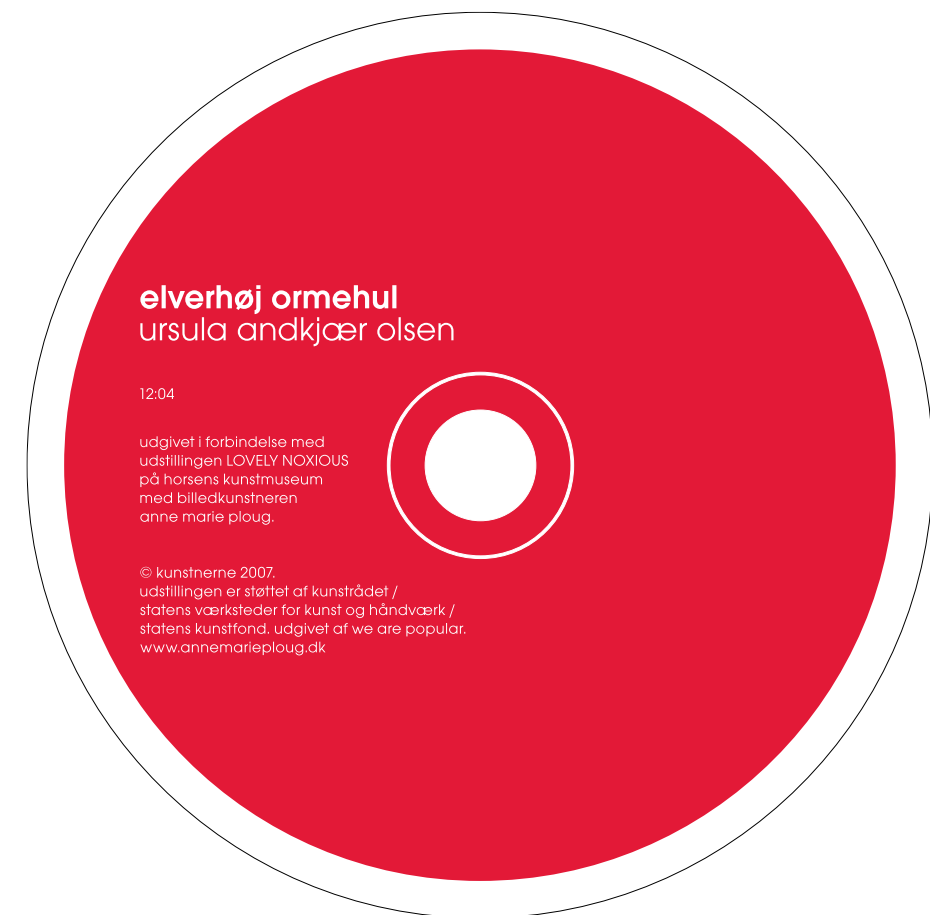 elverhøj ormehul
ursula andkjær olsen
12:04
udgivet i forbindelse med
udstillingen LOVELY NOXIOUS
på horsens kunstmuseum
med billedkunstneren
anne marie ploug.
© kunstnerne 2007.
udstillingen er støttet af kunstrådet /
statens værksteder for kunst og håndværk /
statens kunstfond. udgivet af we are popular.
www.annemarieploug.dk